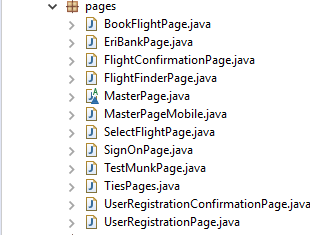 pages
BookFlightPage.java
EriBankPage.java
FlightConfirmationPage.java
FlightFinderPage.java
MasterPage.java
MasterPageMobile.java
SelectFlightPage.java
SignOnPage.java
TestMunkPage.java
TiesPages.java
UserRegistrationConfirmationPage.java
UserRegistrationPage.java